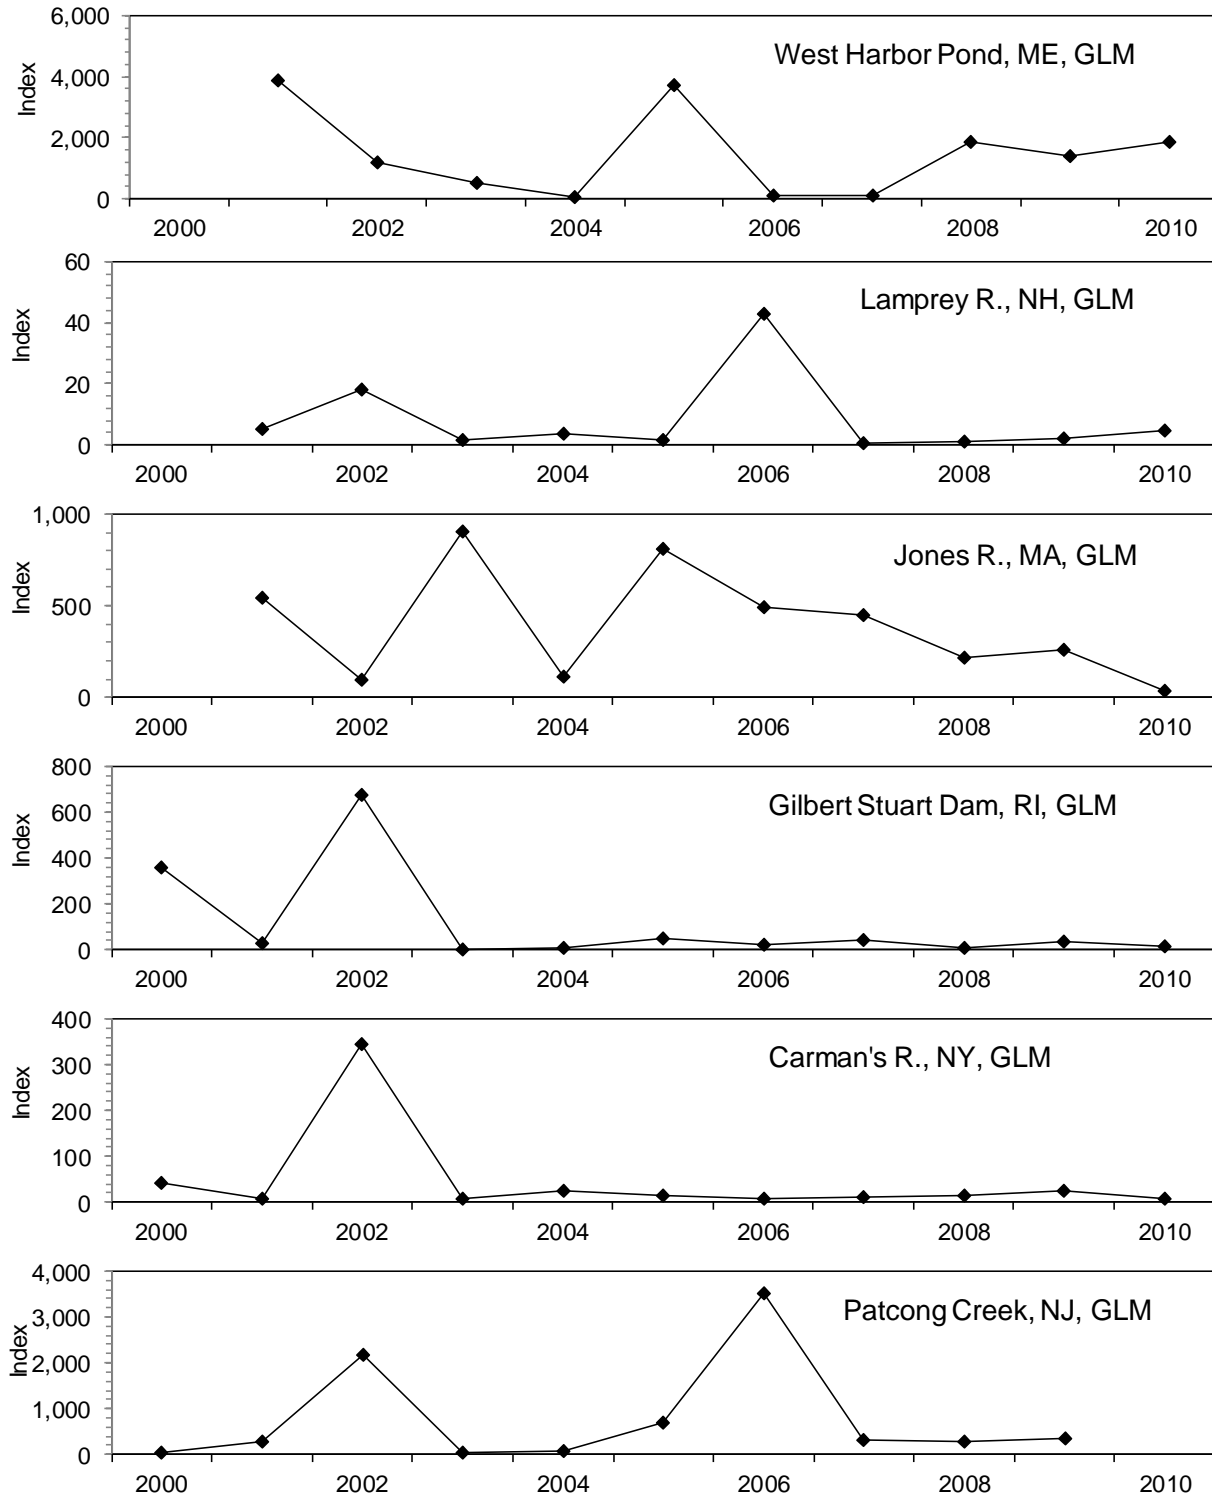 6,000
West Harbor Pond, ME, GLM
4,000
Index
2,000
0
2000 2002 2004 2006 2008 2010
60
Lamprey R., NH, GLM
40
Index
20
0
2000 2002 2004 2006 2008 2010
1,000
Jones R., MA, GLM
Index
500
0
2000 2002 2004 2006 2008 2010
800
Gilbert Stuart Dam, RI, GLM
600
Index
400
200
0
2000 2002 2004 2006 2008 2010
400
Carman's R., NY, GLM
300
Index
200
100
0
2000 2002 2004 2006 2008 2010
4,000
Patcong Creek, NJ, GLM
3,000
Index
2,000
1,000
0
2000 2002 2004 2006 2008 2010